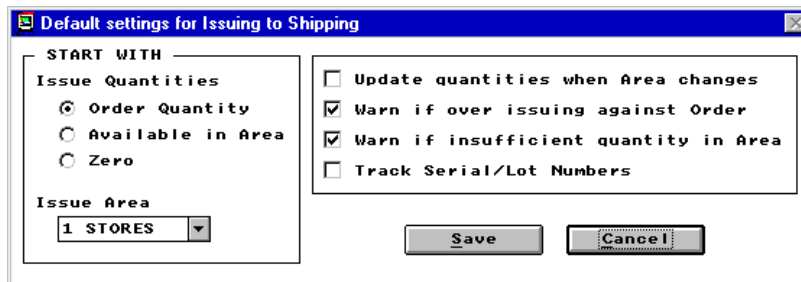 Default settings for Issuing to Shipping
START WITH
Issue Quantities
Order Quantity
Available in Area
Zero
Issue Area
1 STORES
Update quantities when Area changes
Warn if over issuing against Order
Warn if insufficient quantity in Area
Track Serial/Lot Numbers
Save
Cancel